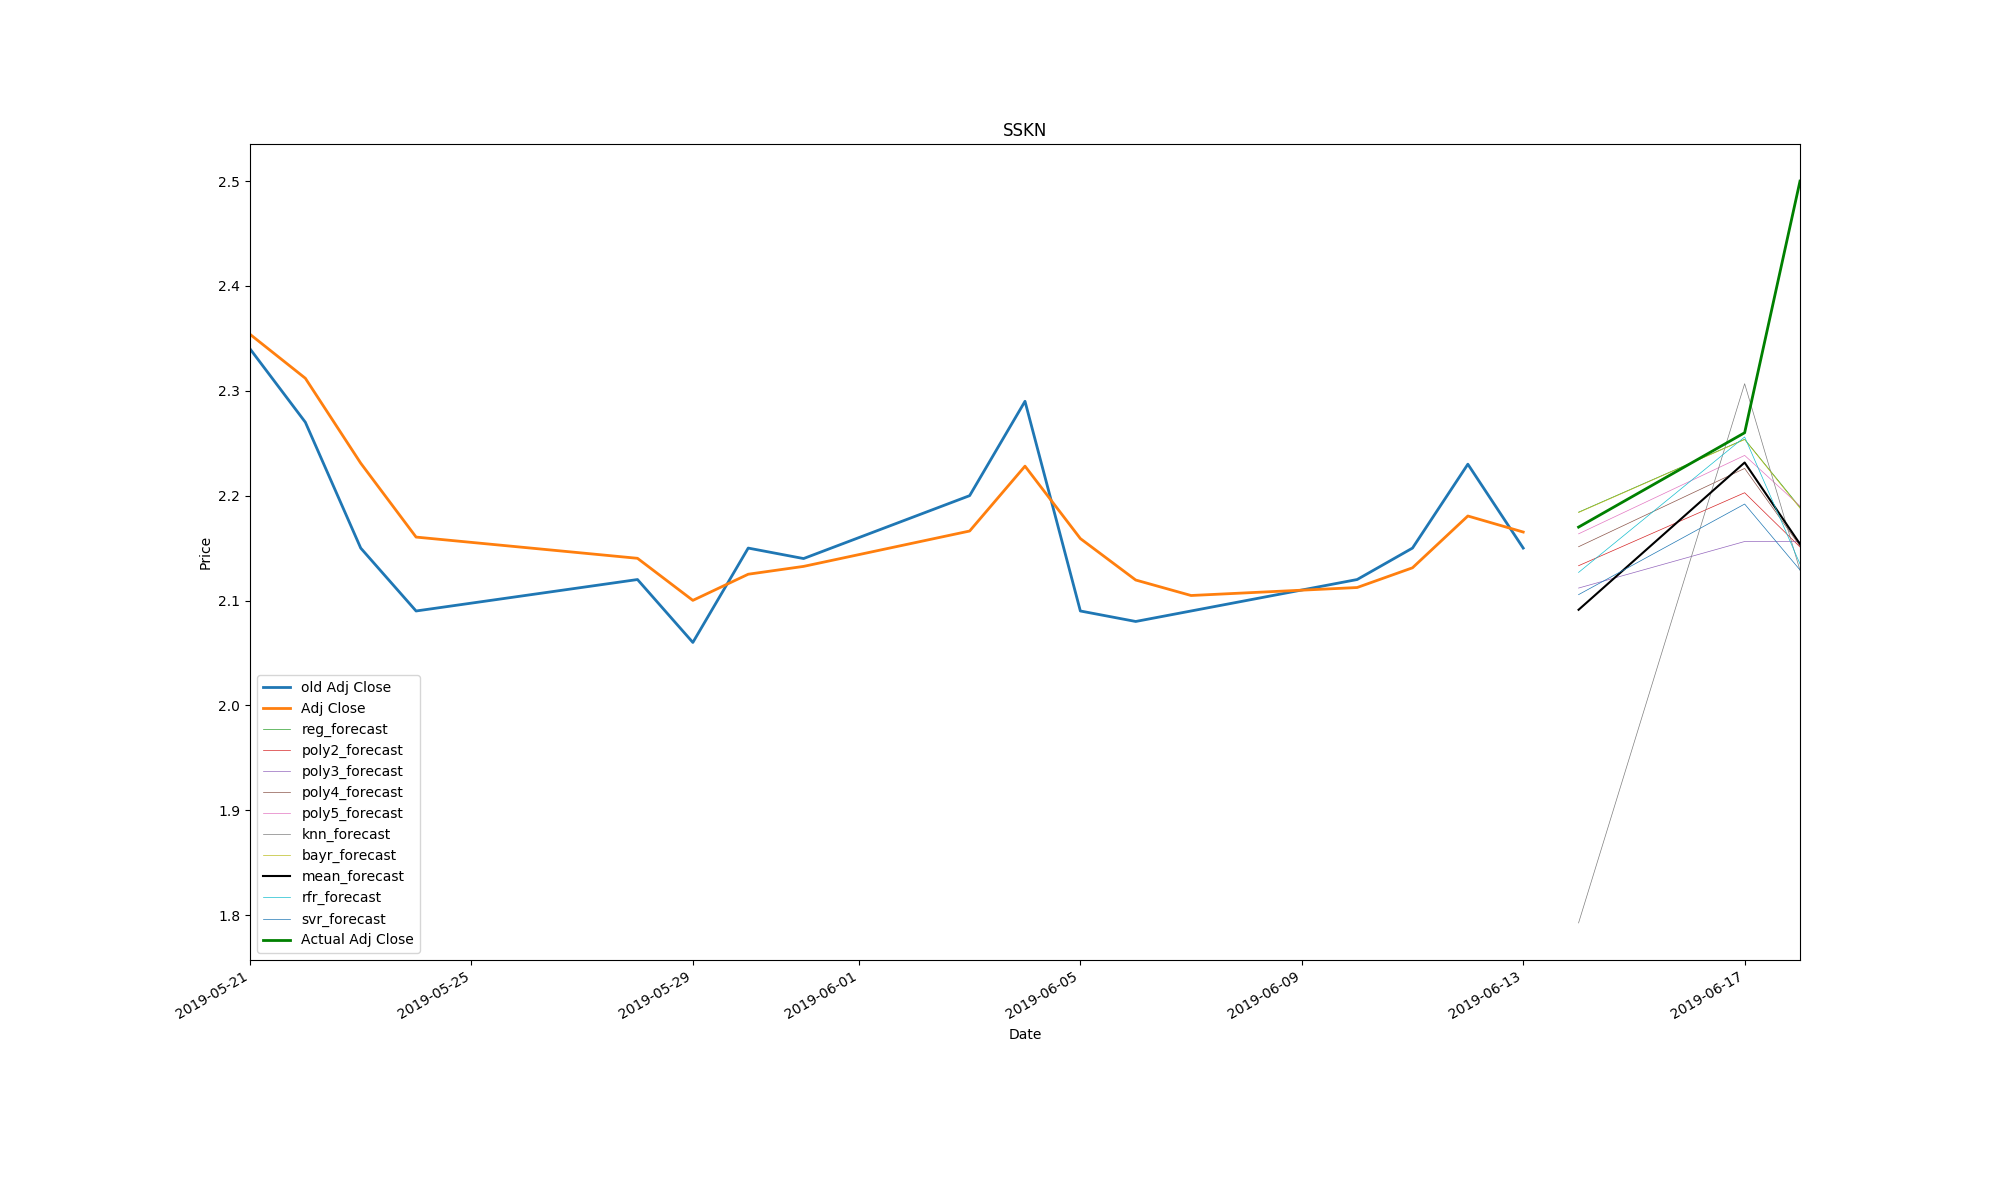 SSKN
2.5
2.4
2.3
2.2
2.1
2.0
1.9
1.8
Price
old Adj Close
Adj Close
reg_forecast
poly2_forecast
poly3_forecast
poly4_forecast
poly5_forecast
knn_forecast
bayr_forecast
mean_forecast
rfr_forecast
svr_forecast
Actual Adj Close
2019-05-21
2019-05-25
2019-05-29
2019-06-01
2019-06-05
2019-06-09
2019-06-13
2019-06-17
Date